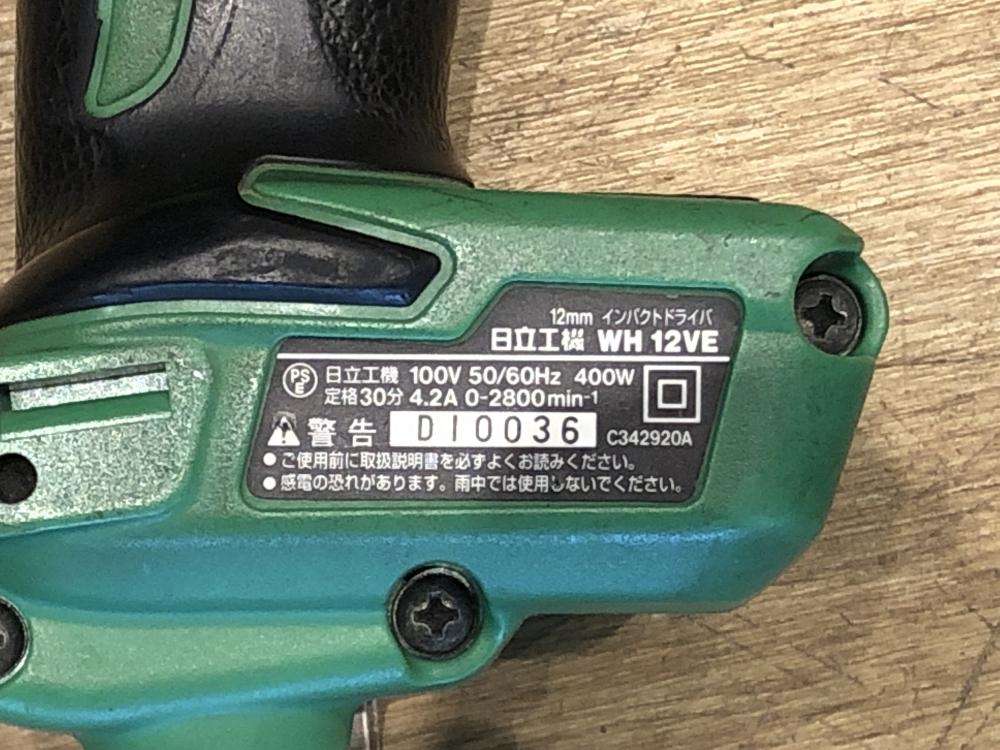 12mm インパクトドライバ
日立工機 WH 12VE
PSE 日立工機 100V 50/60Hz 400W
定格30分 4.2A 0-2800min⁻¹
警告 D10036 C342920A
● ご使用前に取扱説明書を必ずよくお読みください。
● 感電の恐れがあります。雨中では使用しないでください。